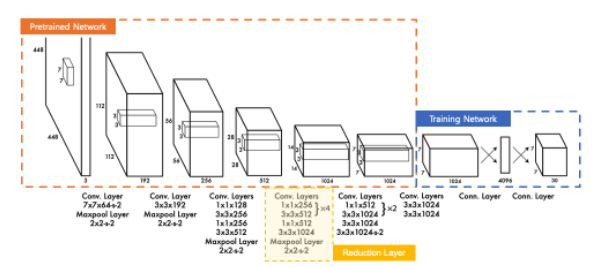 Pretrained Network
448
448
7
7
112
112
3
3
192
56
56
3
3
256
28
28
3
3
512
14
14
3
3
1024
7
7
3
3
1024
Training Network
7
7
1024
4096
7
7
30
Conv. Layer
7x7x64-s-2
Maxpool Layer
2x2-s-2
Conv. Layer
3x3x192
Maxpool Layer
2x2-s-2
Conv. Layers
1x1x128
3x3x256
1x1x256
3x3x512
Maxpool Layer
2x2-s-2
Conv. Layers
1x1x256
3x3x512 }×4
1x1x512
3x3x1024
Maxpool Layer
2x2-s-2
Conv. Layers
1x1x512
3x3x1024 }×2
3x3x1024
3x3x1024-s-2
Conv. Layers
3x3x1024
3x3x1024
Conn. Layer
Conn. Layer
Reduction Layer